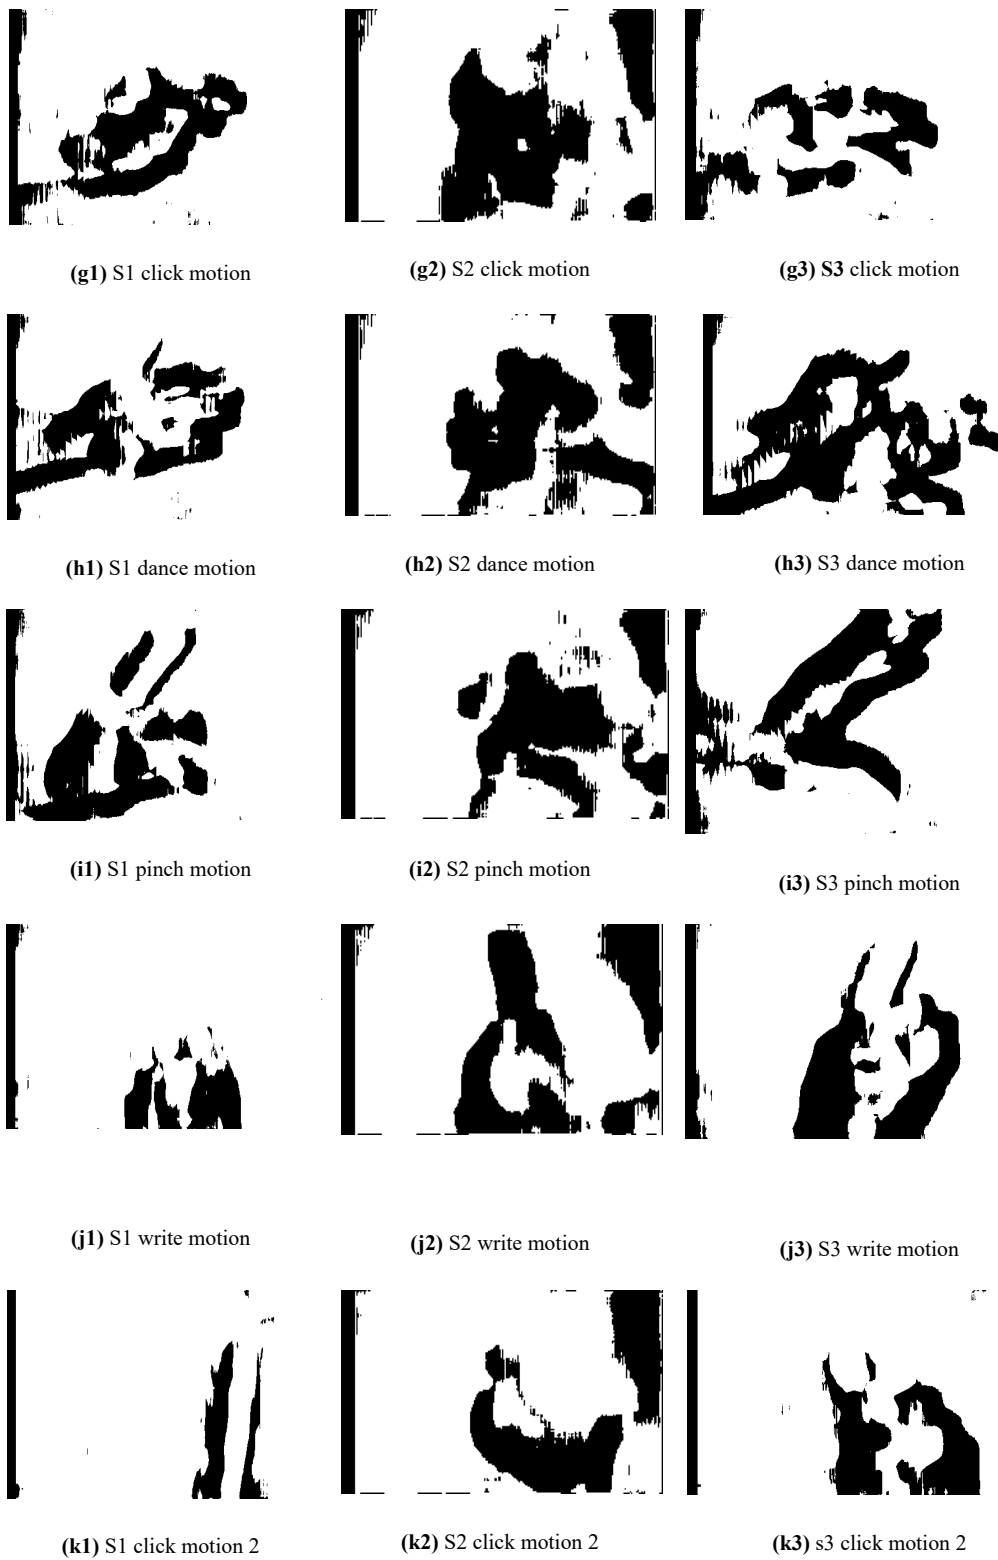 (g1) S1 click motion
(g2) S2 click motion
(g3) S3 click motion
(h1) S1 dance motion
(h2) S2 dance motion
(h3) S3 dance motion
(i1) S1 pinch motion
(i2) S2 pinch motion
(i3) S3 pinch motion
(j1) S1 write motion
(j2) S2 write motion
(j3) S3 write motion
(k1) S1 click motion 2
(k2) S2 click motion 2
(k3) s3 click motion 2